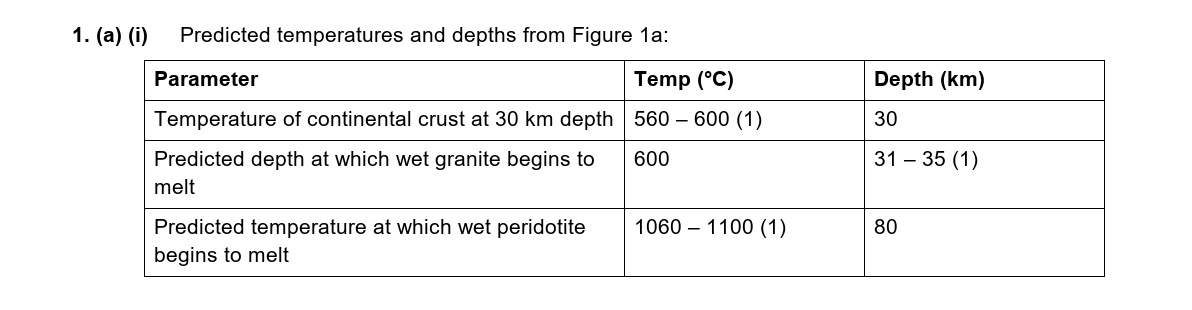 1. (a) (i) Predicted temperatures and depths from Figure 1a:
Parameter Temp (°C) Depth (km)
Temperature of continental crust at 30 km depth 560 – 600 (1) 30
Predicted depth at which wet granite begins to 600 31 – 35 (1)
melt
Predicted temperature at which wet peridotite 1060 – 1100 (1) 80
begins to melt